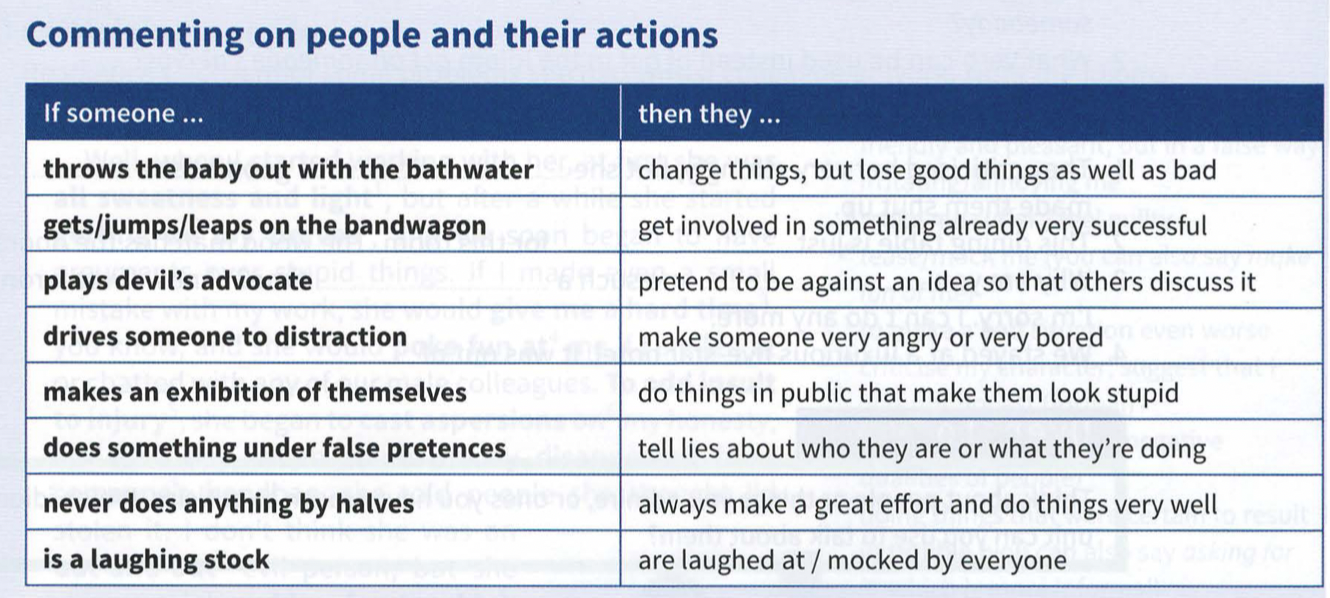 Commenting on people and their actions
If someone ... then they ...
throws the baby out with the bathwater change things, but lose good things as well as bad
gets/jumps/leaps on the bandwagon get involved in something already very successful
plays devil's advocate pretend to be against an idea so that others discuss it
drives someone to distraction make someone very angry or very bored
makes an exhibition of themselves do things in public that make them look stupid
does something under false pretences tell lies about who they are or what they're doing
never does anything by halves always make a great effort and do things very well
is a laughing stock are laughed at / mocked by everyone